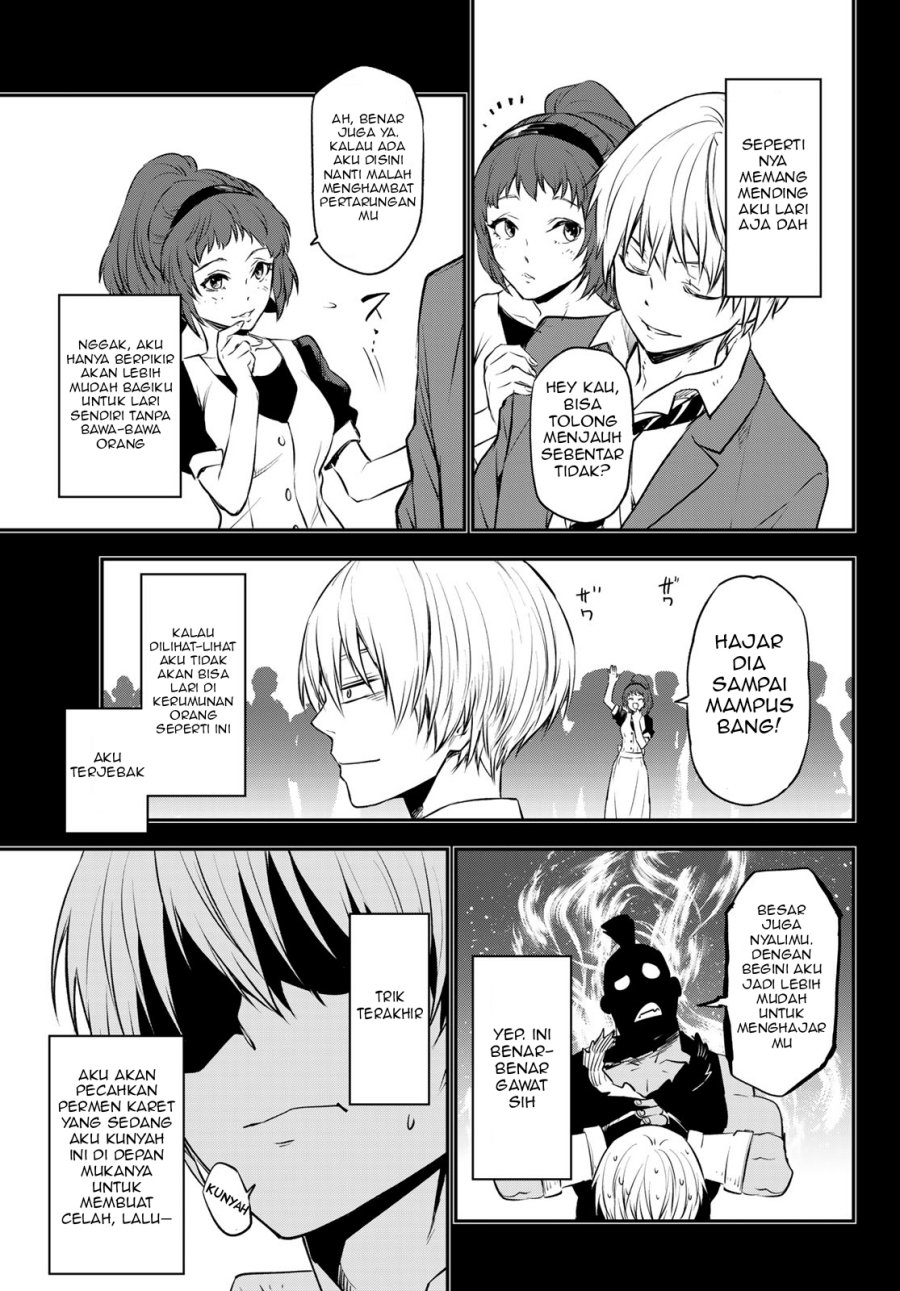 SEPERTI
NYA
MEMANG
MENDING
AKU LARI
AJA DAH
HEY KAU,
BISA
TOLONG
MENJAUH
SEBENTAR
TIDAK?
AH, BENAR
JUGA YA.
KALAU ADA
AKU DISINI
NANTI MALAH
MENGHAMBAT
PERTARUNGAN
MU
NGGAK, AKU
HANYA BERPIKIR
AKAN LEBIH
MUDAH BAGIKU
UNTUK LARI
SENDIRI TANPA
BAWA-BAWA
ORANG
HAJAR
DIA
SAMPAI
MAMPUS
BANG!
ザワ
ザワ
KALAU
DILIHAT-LIHAT
AKU TIDAK
AKAN BISA
LARI DI
KERUMUNAN
ORANG
SEPERTI INI
AKU
TERJEBAK
BESAR
JUGA
NYALIMU.
DENGAN
BEGINI AKU
JADI LEBIH
MUDAH
UNTUK
MENGHAJAR
MU
YEP. INI
BENAR-
BENAR
GAWAT
SIH
TRIK
TERAKHIR
AKU AKAN
PECAHKAN
PERMEN KARET
YANG SEDANG
AKU KUNYAH
INI DI DEPAN
MUKANYA
UNTUK
MEMBUAT
CELAH, LALU—
KUNYAH